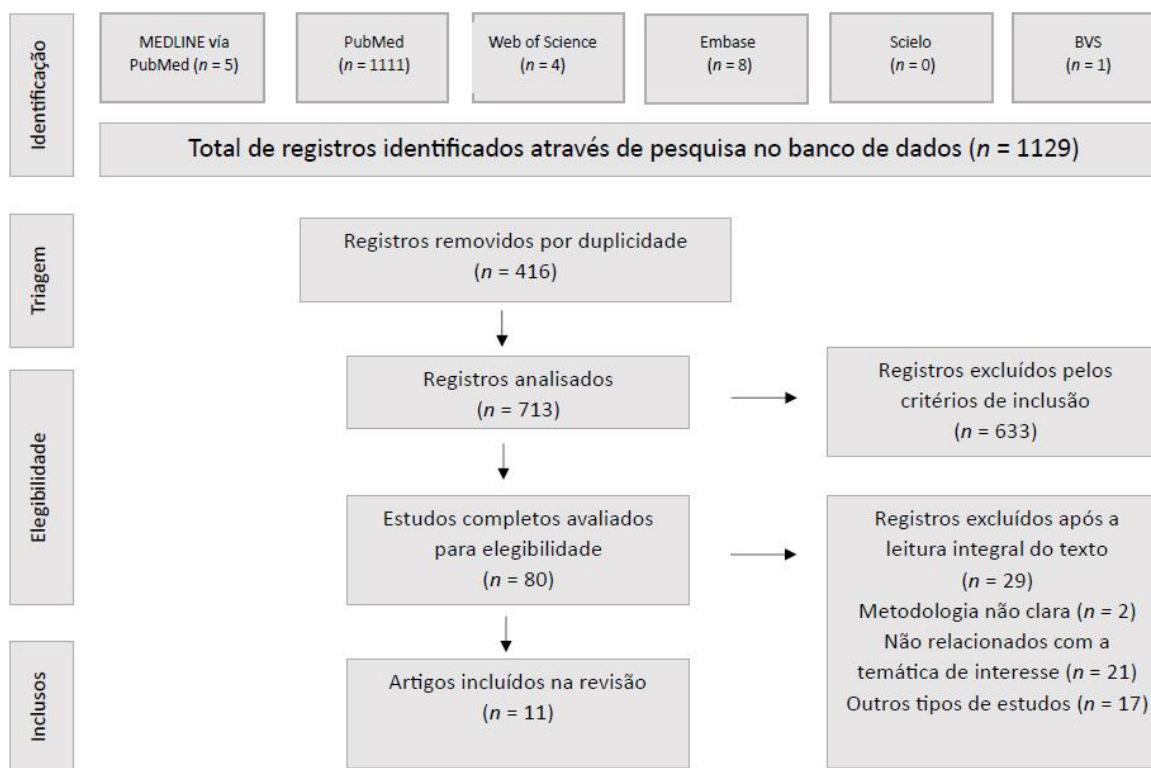 Identificação
MEDLINE vía
PubMed (n = 5)
PubMed
(n = 1111)
Web of Science
(n = 4)
Embase
(n = 8)
Scielo
(n = 0)
BVS
(n = 1)
Total de registros identificados através de pesquisa no banco de dados (n = 1129)
Triagem
Registros removidos por duplicidade
(n = 416)
Elegibilidade
Registros analisados
(n = 713)
Registros excluídos pelos
critérios de inclusão
(n = 633)
Estudos completos avaliados
para elegibilidade
(n = 80)
Registros excluídos após a
leitura integral do texto
(n = 29)
Metodologia não clara (n = 2)
Não relacionados com a
temática de interesse (n = 21)
Outros tipos de estudos (n = 17)
Inclusos
Artigos incluídos na revisão
(n = 11)